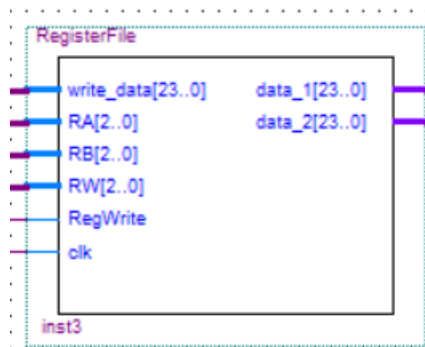 RegisterFile
write_data[23..0] data_1[23..0]
RA[2..0] data_2[23..0]
RB[2..0]
RW[2..0]
RegWrite
clk
inst3